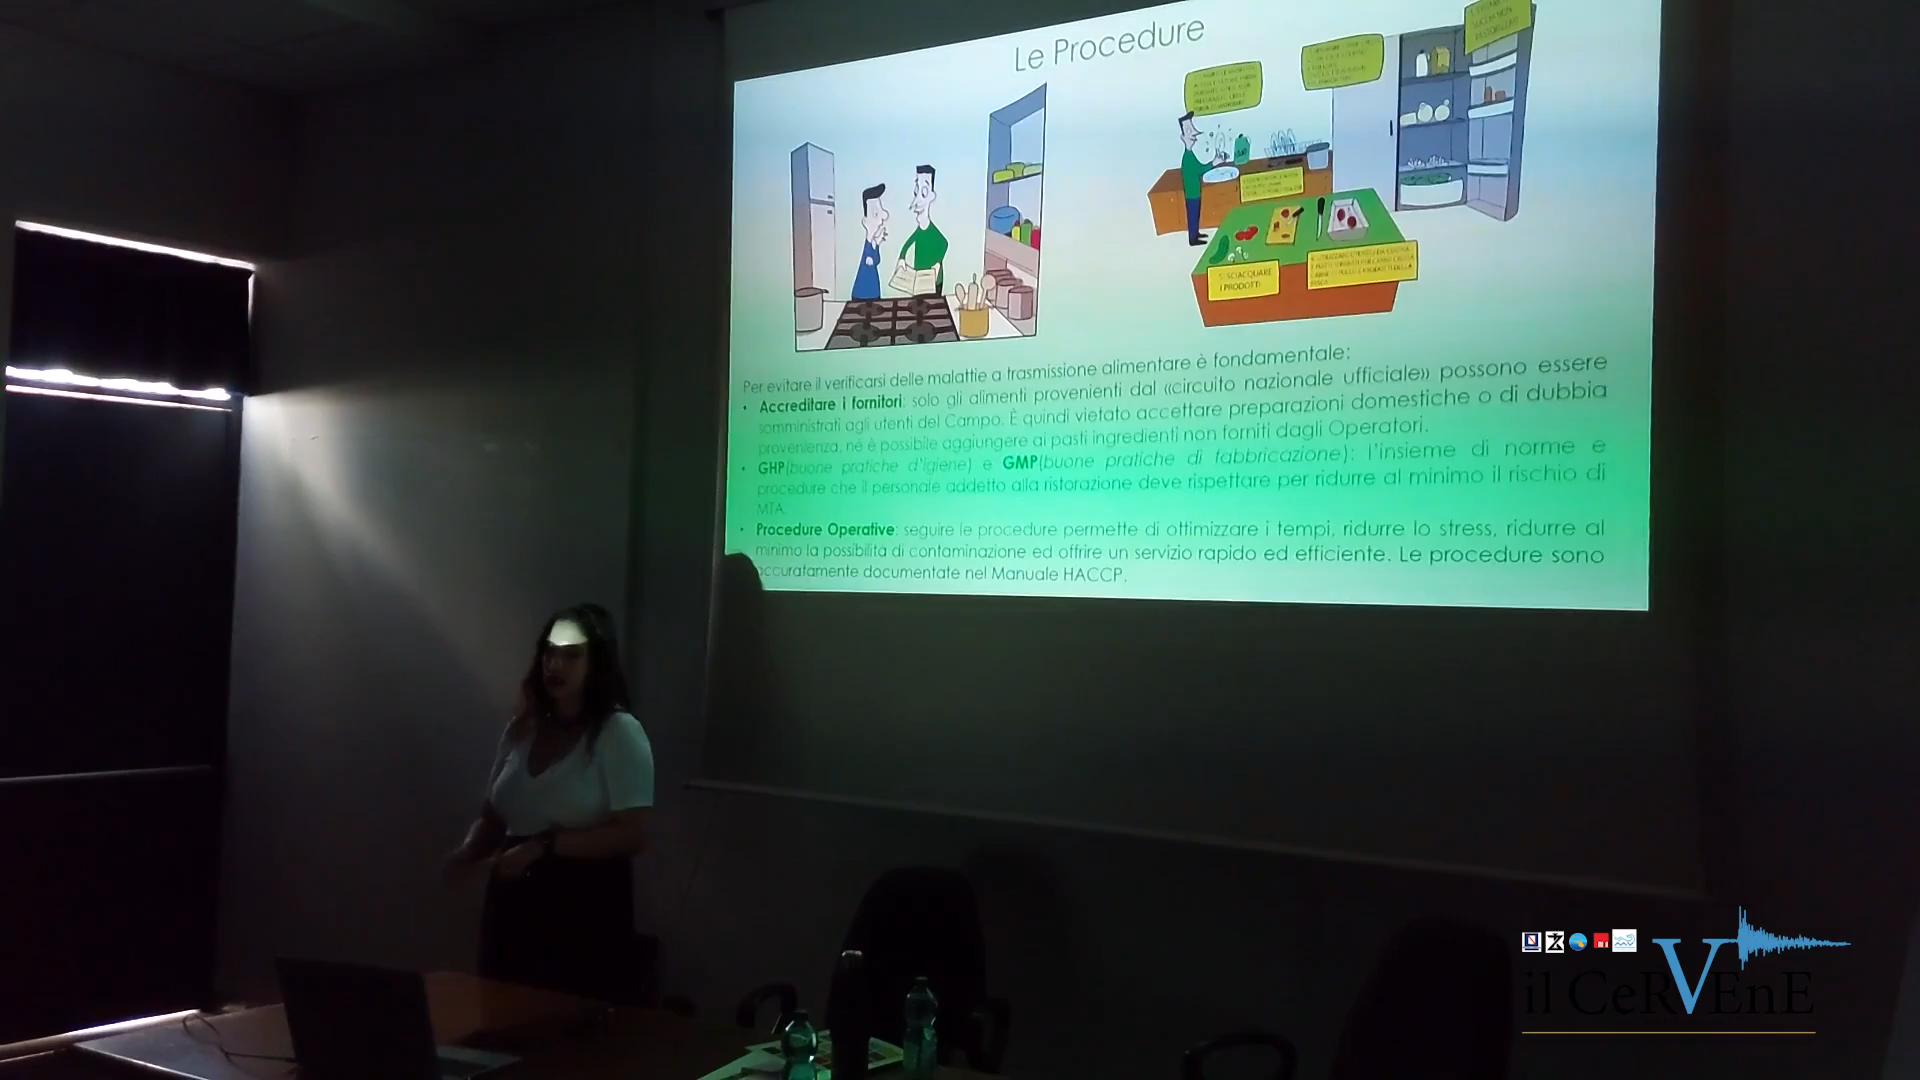 Le Procedure
5. SCIACQUARE
I PRODOTTI
Per evitare il verificarsi delle malattie a trasmissione alimentare è fondamentale:
• Accreditare i fornitori: solo gli alimenti provenienti dal «circuito nazionale ufficiale» possono essere
somministrati agli utenti del Campo. È quindi vietato accettare preparazioni domestiche o di dubbia
provenienza, né è possibile aggiungere ai pasti ingredienti non forniti dagli Operatori.
• GHP(buone pratiche d'igiene) e GMP(buone pratiche di fabbricazione): l'insieme di norme e
procedure che il personale addetto alla ristorazione deve rispettare per ridurre al minimo il rischio di
MTA.
• Procedure Operative: seguire le procedure permette di ottimizzare i tempi, ridurre lo stress, ridurre al
minimo la possibilità di contaminazione ed offrire un servizio rapido ed efficiente. Le procedure sono
accuratamente documentate nel Manuale HACCP.
il CeRVEnE